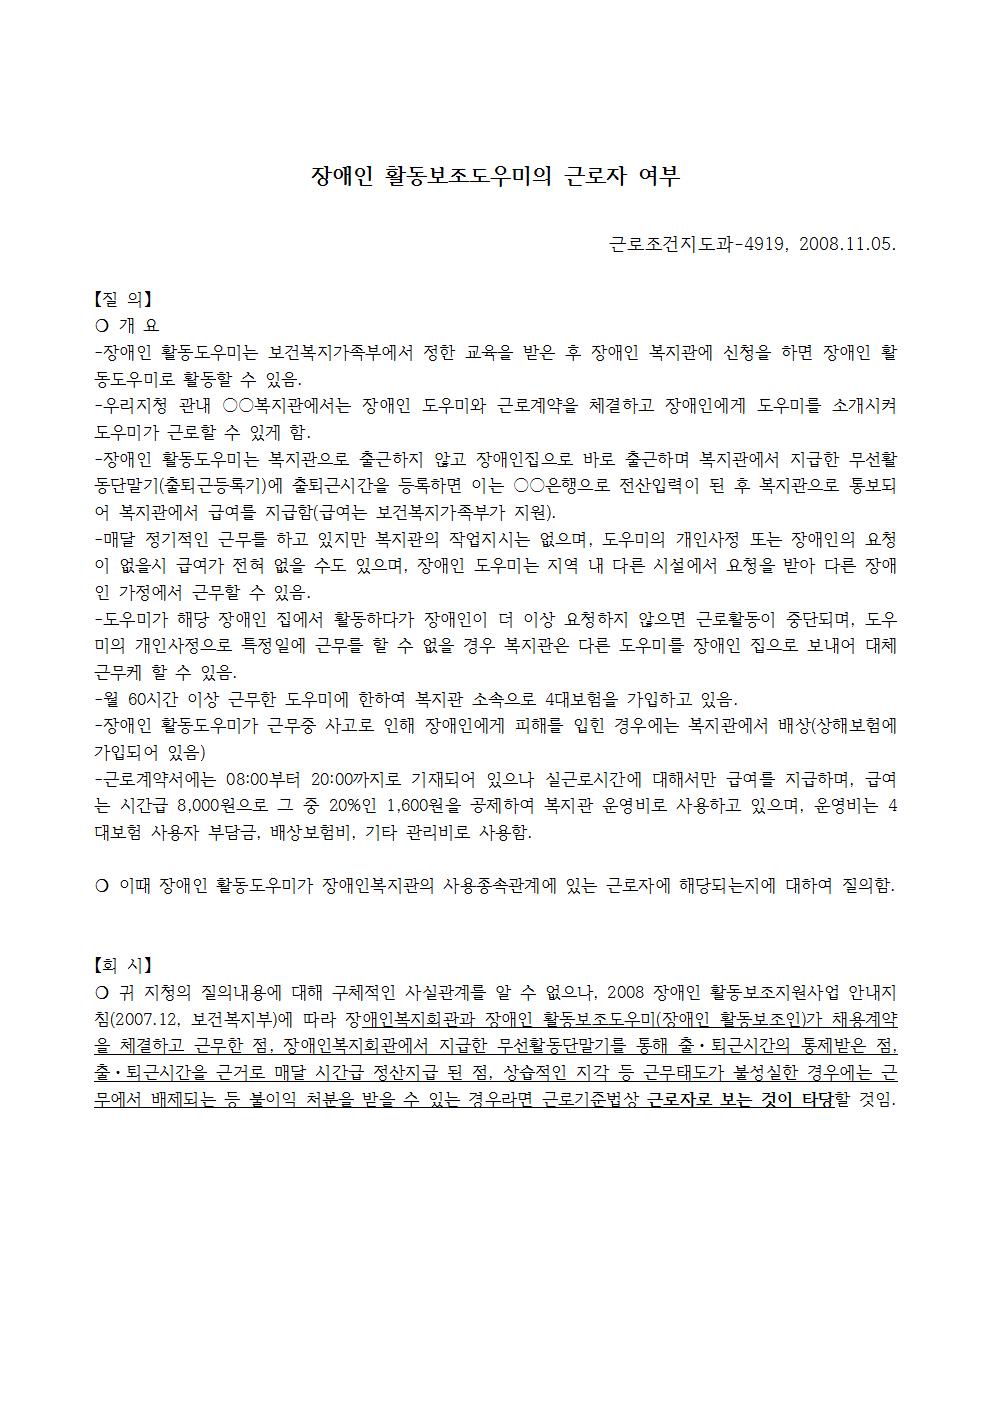 장애인 활동보조도우미의 근로자 여부
근로조건지도과-4919, 2008.11.05.
【질 의】
❍ 개 요
-장애인 활동도우미는 보건복지가족부에서 정한 교육을 받은 후 장애인 복지관에 신청을 하면 장애인 활
동도우미로 활동할 수 있음.
-우리지청 관내 ○○복지관에서는 장애인 도우미와 근로계약을 체결하고 장애인에게 도우미를 소개시켜
도우미가 근로할 수 있게 함.
-장애인 활동도우미는 복지관으로 출근하지 않고 장애인집으로 바로 출근하며 복지관에서 지급한 무선활
동단말기(출퇴근등록기)에 출퇴근시간을 등록하면 이는 ○○은행으로 전산입력이 된 후 복지관으로 통보되
어 복지관에서 급여를 지급함(급여는 보건복지가족부가 지원).
-매달 정기적인 근무를 하고 있지만 복지관의 작업지시는 없으며, 도우미의 개인사정 또는 장애인의 요청
이 없을시 급여가 전혀 없을 수도 있으며, 장애인 도우미는 지역 내 다른 시설에서 요청을 받아 다른 장애
인 가정에서 근무할 수 있음.
-도우미가 해당 장애인 집에서 활동하다가 장애인이 더 이상 요청하지 않으면 근로활동이 중단되며, 도우
미의 개인사정으로 특정일에 근무를 할 수 없을 경우 복지관은 다른 도우미를 장애인 집으로 보내어 대체
근무케 할 수 있음.
-월 60시간 이상 근무한 도우미에 한하여 복지관 소속으로 4대보험을 가입하고 있음.
-장애인 활동도우미가 근무중 사고로 인해 장애인에게 피해를 입힌 경우에는 복지관에서 배상(상해보험에
가입되어 있음)
-근로계약서에는 08:00부터 20:00까지로 기재되어 있으나 실근로시간에 대해서만 급여를 지급하며, 급여
는 시간급 8,000원으로 그 중 20%인 1,600원을 공제하여 복지관 운영비로 사용하고 있으며, 운영비는 4
대보험 사용자 부담금, 배상보험비, 기타 관리비로 사용함.
❍ 이때 장애인 활동도우미가 장애인복지관의 사용종속관계에 있는 근로자에 해당되는지에 대하여 질의함.
【회 시】
❍ 귀 지청의 질의내용에 대해 구체적인 사실관계를 알 수 없으나, 2008 장애인 활동보조지원사업 안내지
침(2007.12, 보건복지부)에 따라 장애인복지회관과 장애인 활동보조도우미(장애인 활동보조인)가 채용계약
을 체결하고 근무한 점, 장애인복지회관에서 지급한 무선활동단말기를 통해 출·퇴근시간의 통제받은 점,
출·퇴근시간을 근거로 매달 시간급 정산지급 된 점, 상습적인 지각 등 근무태도가 불성실한 경우에는 근
무에서 배제되는 등 불이익 처분을 받을 수 있는 경우라면 근로기준법상 근로자로 보는 것이 타당할 것임.